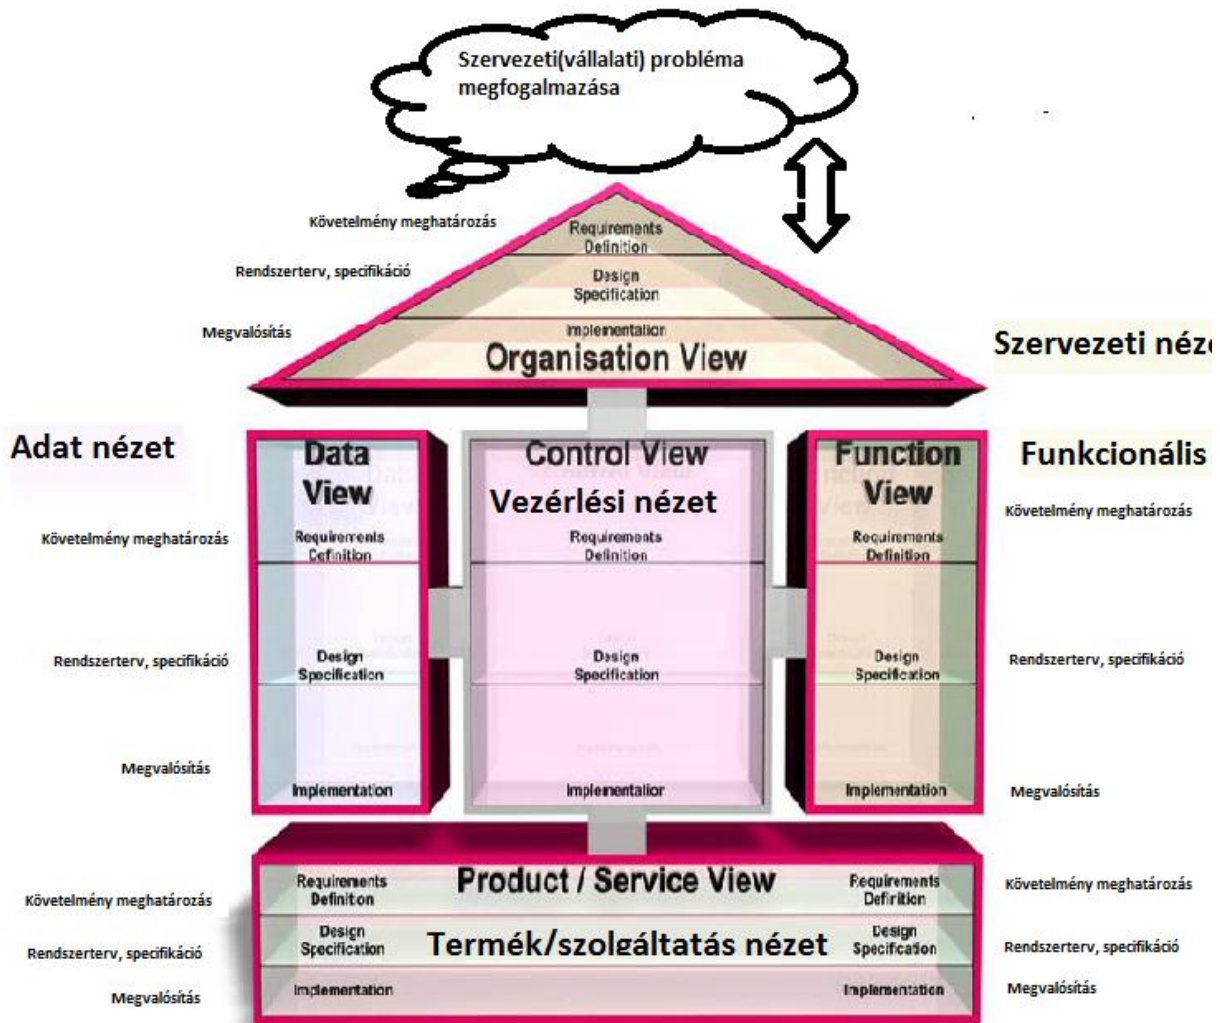 Szervezeti(vállalati) probléma
megfogalmazása
Követelmény meghatározás
Requirements
Definition
Rendszerterv, specifikáció
Design
Specification
Megvalósítás
Implementation
Organisation View
Szervezeti néze
Adat nézet
Data
View
Control View
Vezérlési nézet
Function
View
Funkcionális
Követelmény meghatározás
Követelmény meghatározás
Requirements
Definition
Requirements
Definition
Requirements
Definition
Rendszerterv, specifikáció
Design
Specification
Design
Specification
Design
Specification
Rendszerterv, specifikáció
Megvalósítás
Implementation
Implementation
Implementation
Megvalósítás
Product / Service View
Követelmény meghatározás
Requirements
Definition
Requirements
Definition
Követelmény meghatározás
Rendszerterv, specifikáció
Design
Specification
Termék/szolgáltatás nézet
Design
Specification
Rendszerterv, specifikáció
Megvalósítás
Implementation
Implementation
Megvalósítás